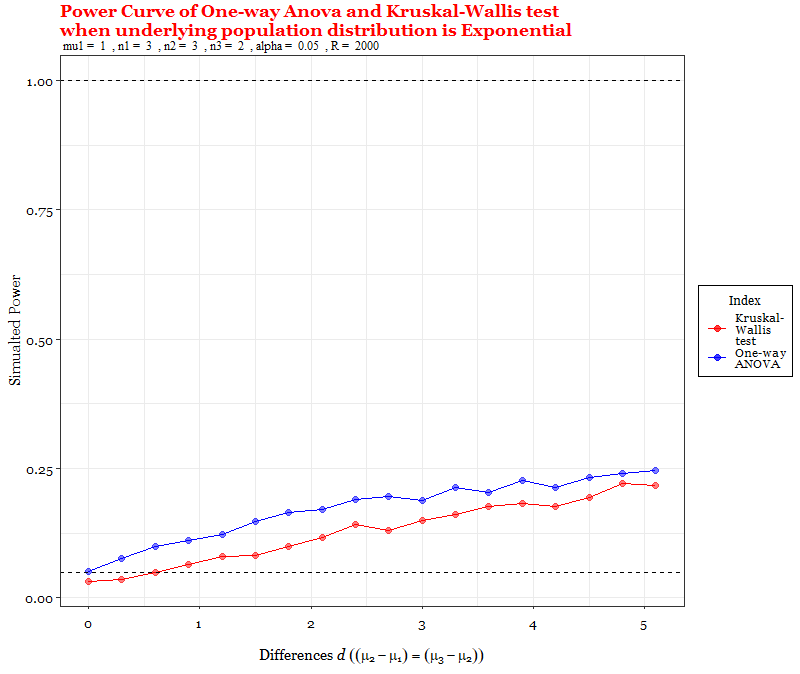 Power Curve of One-way Anova and Kruskal-Wallis test
when underlying population distribution is Exponential
mu1 = 1 , n1 = 3 , n2 = 3 , n3 = 2 , alpha = 0.05 , R = 2000
1.00
0.75
0.50
0.25
0.00
Simualted Power
0 1 2 3 4 5
Differences d ((μ₂ − μ₁) = (μ₃ − μ₂))
Index
Kruskal-
Wallis
test
One-way
ANOVA